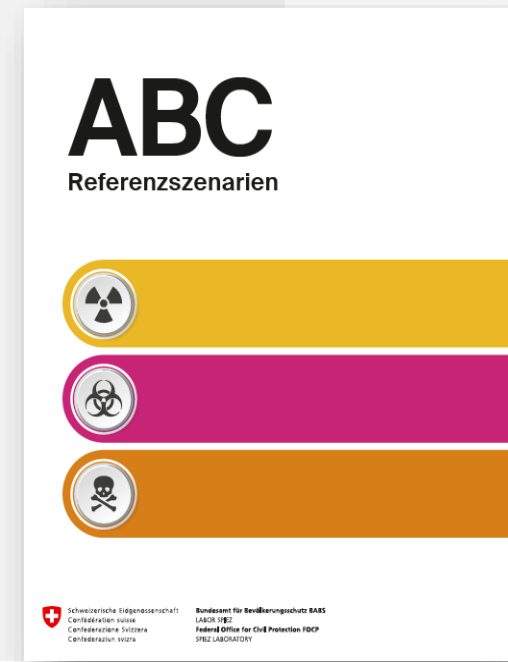 ABC
Referenzszenarien
Schweizerische Eidgenossenschaft
Confédération suisse
Confederazione Svizzera
Confederaziun svizra
Bundesamt für Bevölkerungsschutz BABS
LABOR SPIEZ
Federal Office for Civil Protection FOCP
SPIEZ LABORATORY